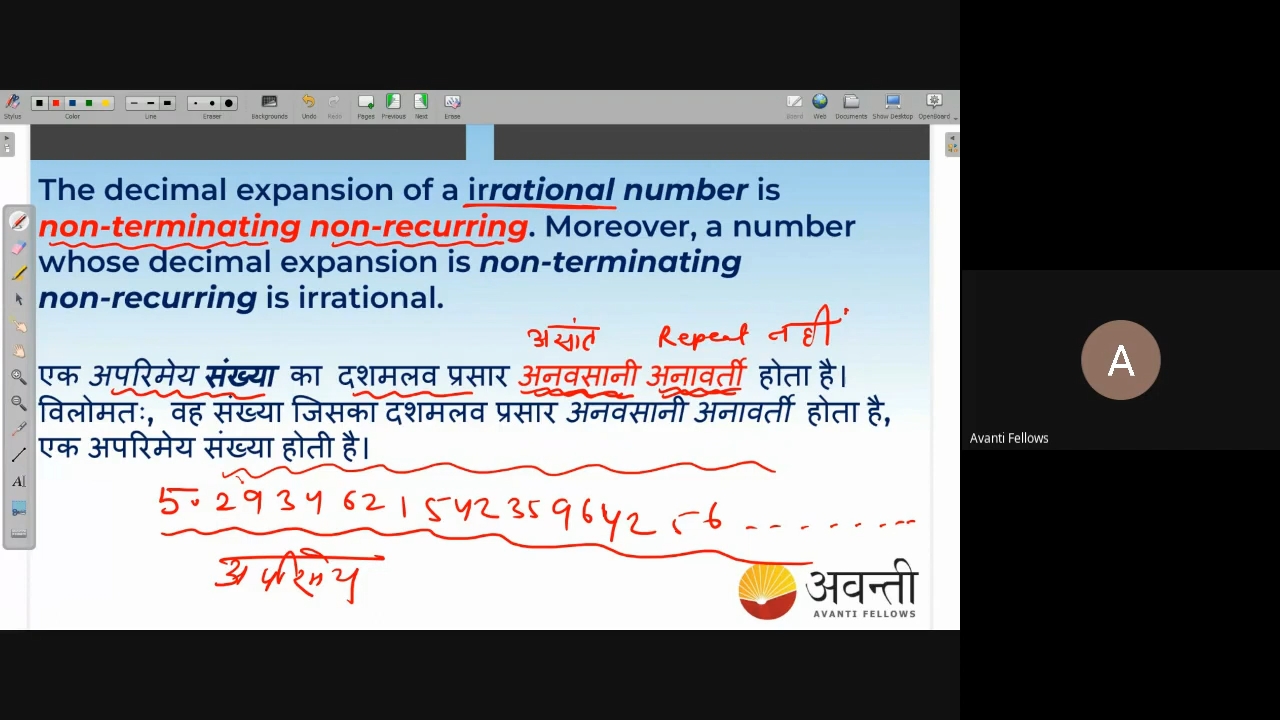 Stylus Color Line Eraser Backgrounds Undo Redo Pages Previous Next Erase Board Web Documents Show Desktop OpenBoard
The decimal expansion of a irrational number is
non-terminating non-recurring. Moreover, a number
whose decimal expansion is non-terminating
non-recurring is irrational.
असांत Repeat नहीं
एक अपरिमेय संख्या का दशमलव प्रसार अनवसानी अनावर्ती होता है।
विलोमतः, वह संख्या जिसका दशमलव प्रसार अनवसानी अनावर्ती होता है,
एक अपरिमेय संख्या होती है।
5.293462154235964256........
अपरिमेय
अवन्ती
AVANTI FELLOWS
A
Avanti Fellows